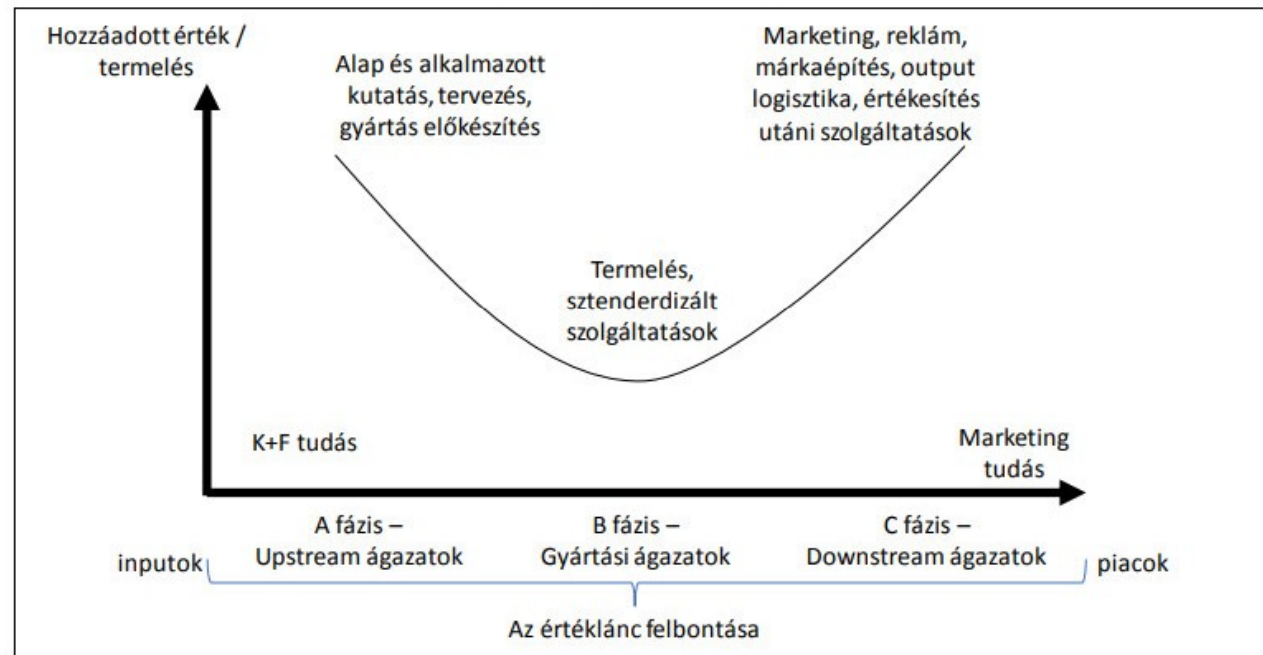 Hozzáadott érték /
termelés
Alap és alkalmazott
kutatás, tervezés,
gyártás előkészítés
Marketing, reklám,
márkaépítés, output
logisztika, értékesítés
utáni szolgáltatások
Termelés,
sztenderdizált
szolgáltatások
K+F tudás
Marketing
tudás
A fázis –
Upstream ágazatok
B fázis –
Gyártási ágazatok
C fázis –
Downstream ágazatok
inputok
piacok
Az értéklánc felbontása